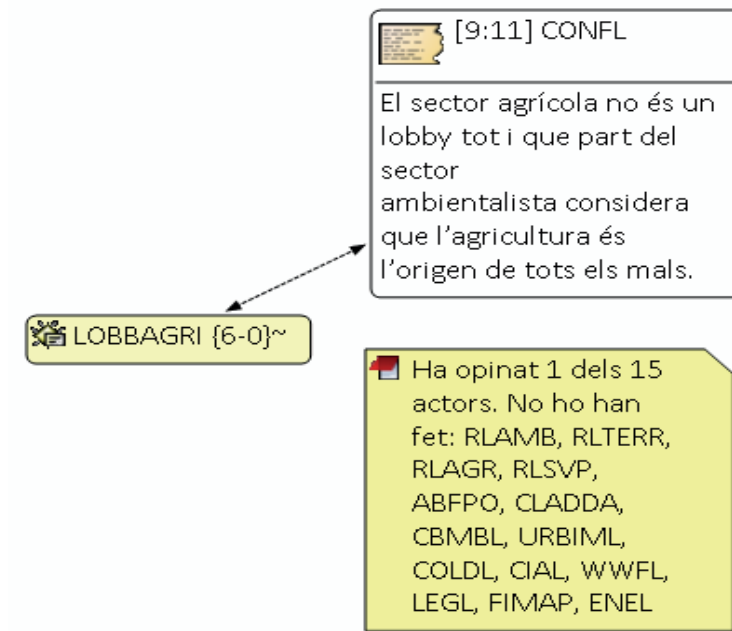 [9:11] CONFL
El sector agrícola no és un
lobby tot i que part del
sector
ambientalista considera
que l’agricultura és
l’origen de tots els mals.
LOBBAGRI {6-0}~
Ha opinat 1 dels 15
actors. No ho han
fet: RLAMB, RLTERR,
RLAGR, RLSVP,
ABFPO, CLADDA,
CBMBL, URBIML,
COLDL, CIAL, WWFL,
LEGL, FIMAP, ENEL